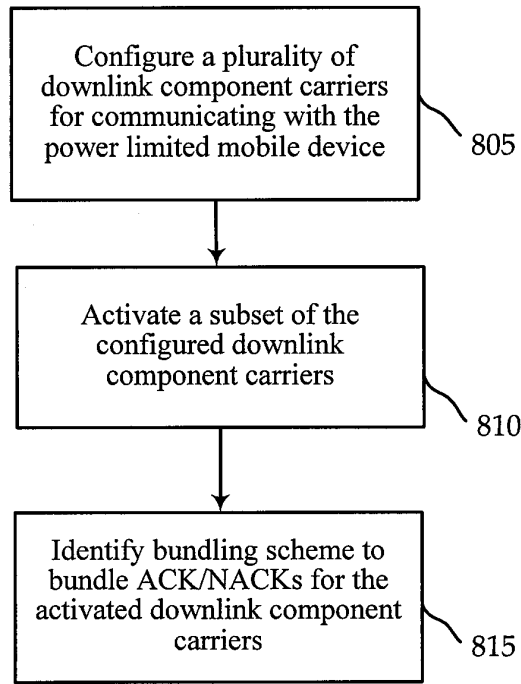 Configure a plurality of
downlink component carriers
for communicating with the
power limited mobile device
805
Activate a subset of the
configured downlink
component carriers
810
Identify bundling scheme to
bundle ACK/NACKs for the
activated downlink component
carriers
815